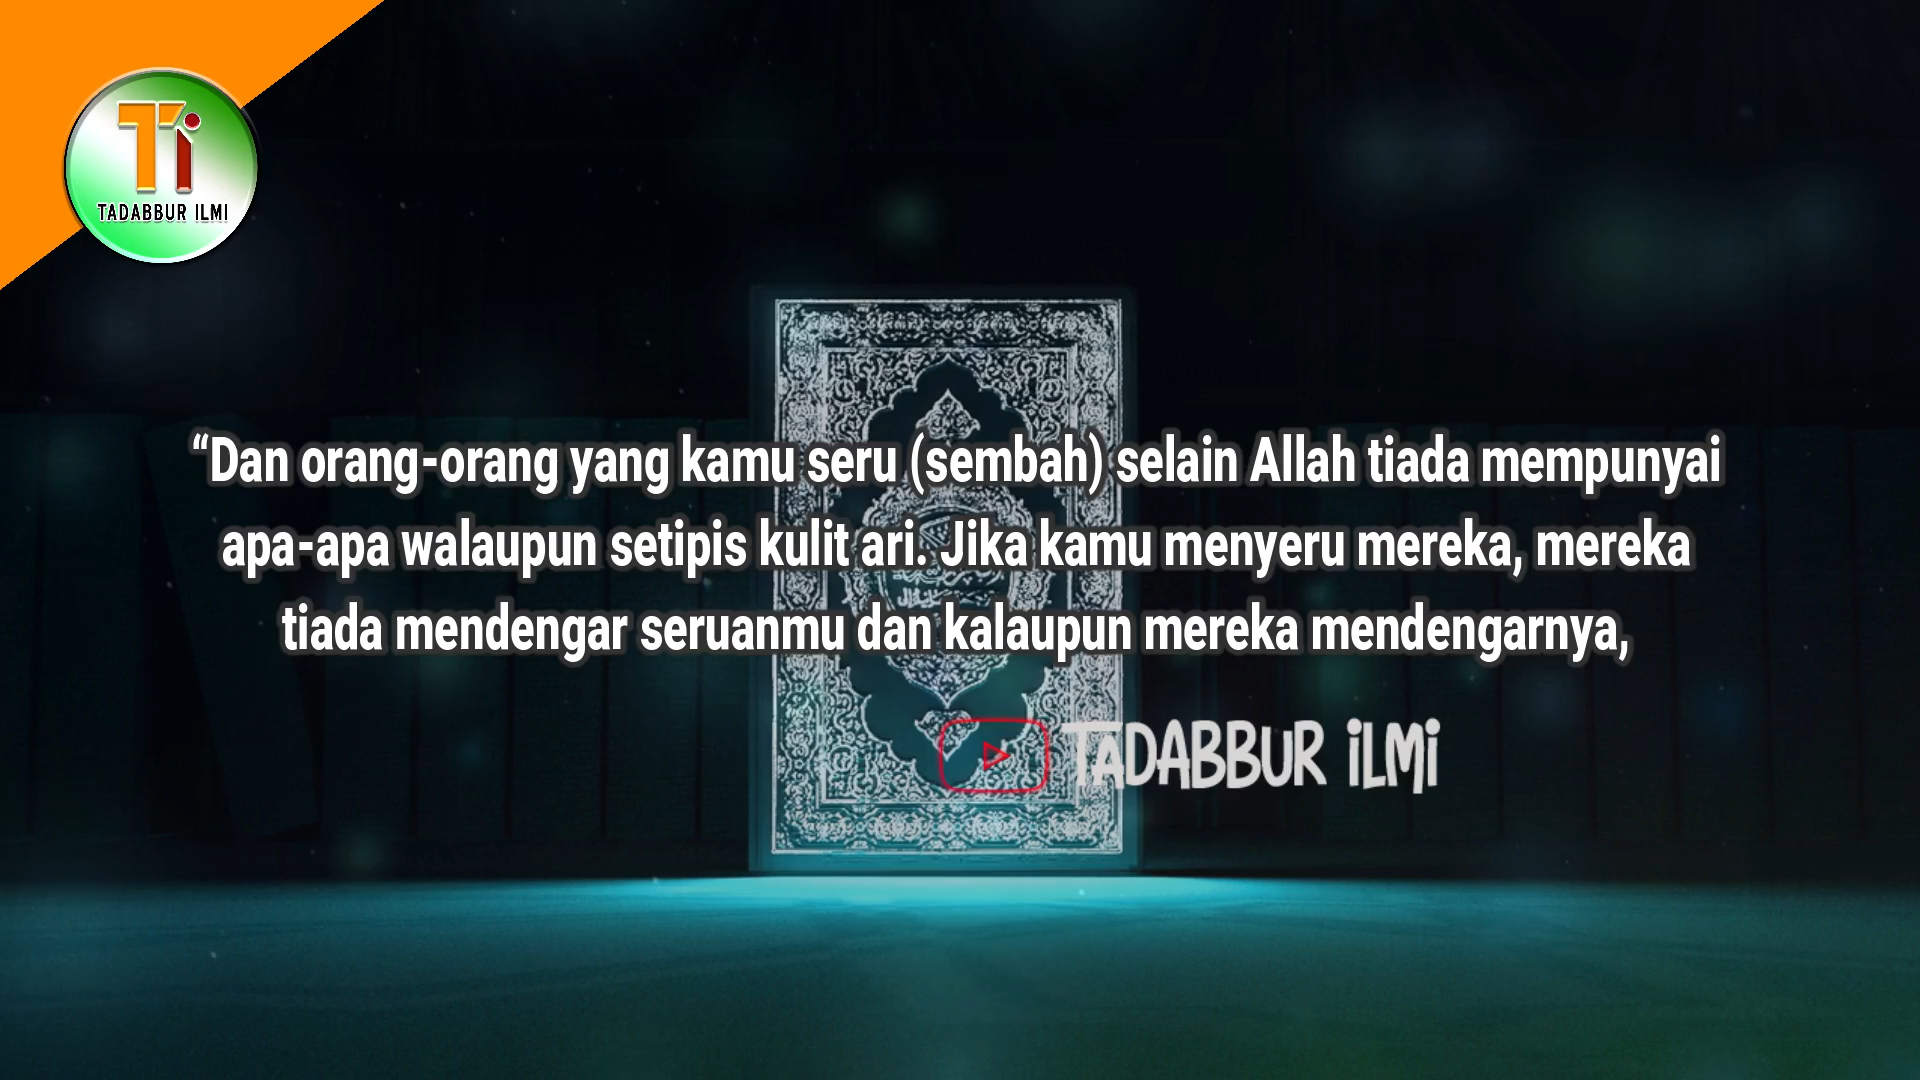 Ti
TADABBUR ILMI
“Dan orang-orang yang kamu seru (sembah) selain Allah tiada mempunyai
apa-apa walaupun setipis kulit ari. Jika kamu menyeru mereka, mereka
tiada mendengar seruanmu dan kalaupun mereka mendengarnya,
TADABBUR iLMi